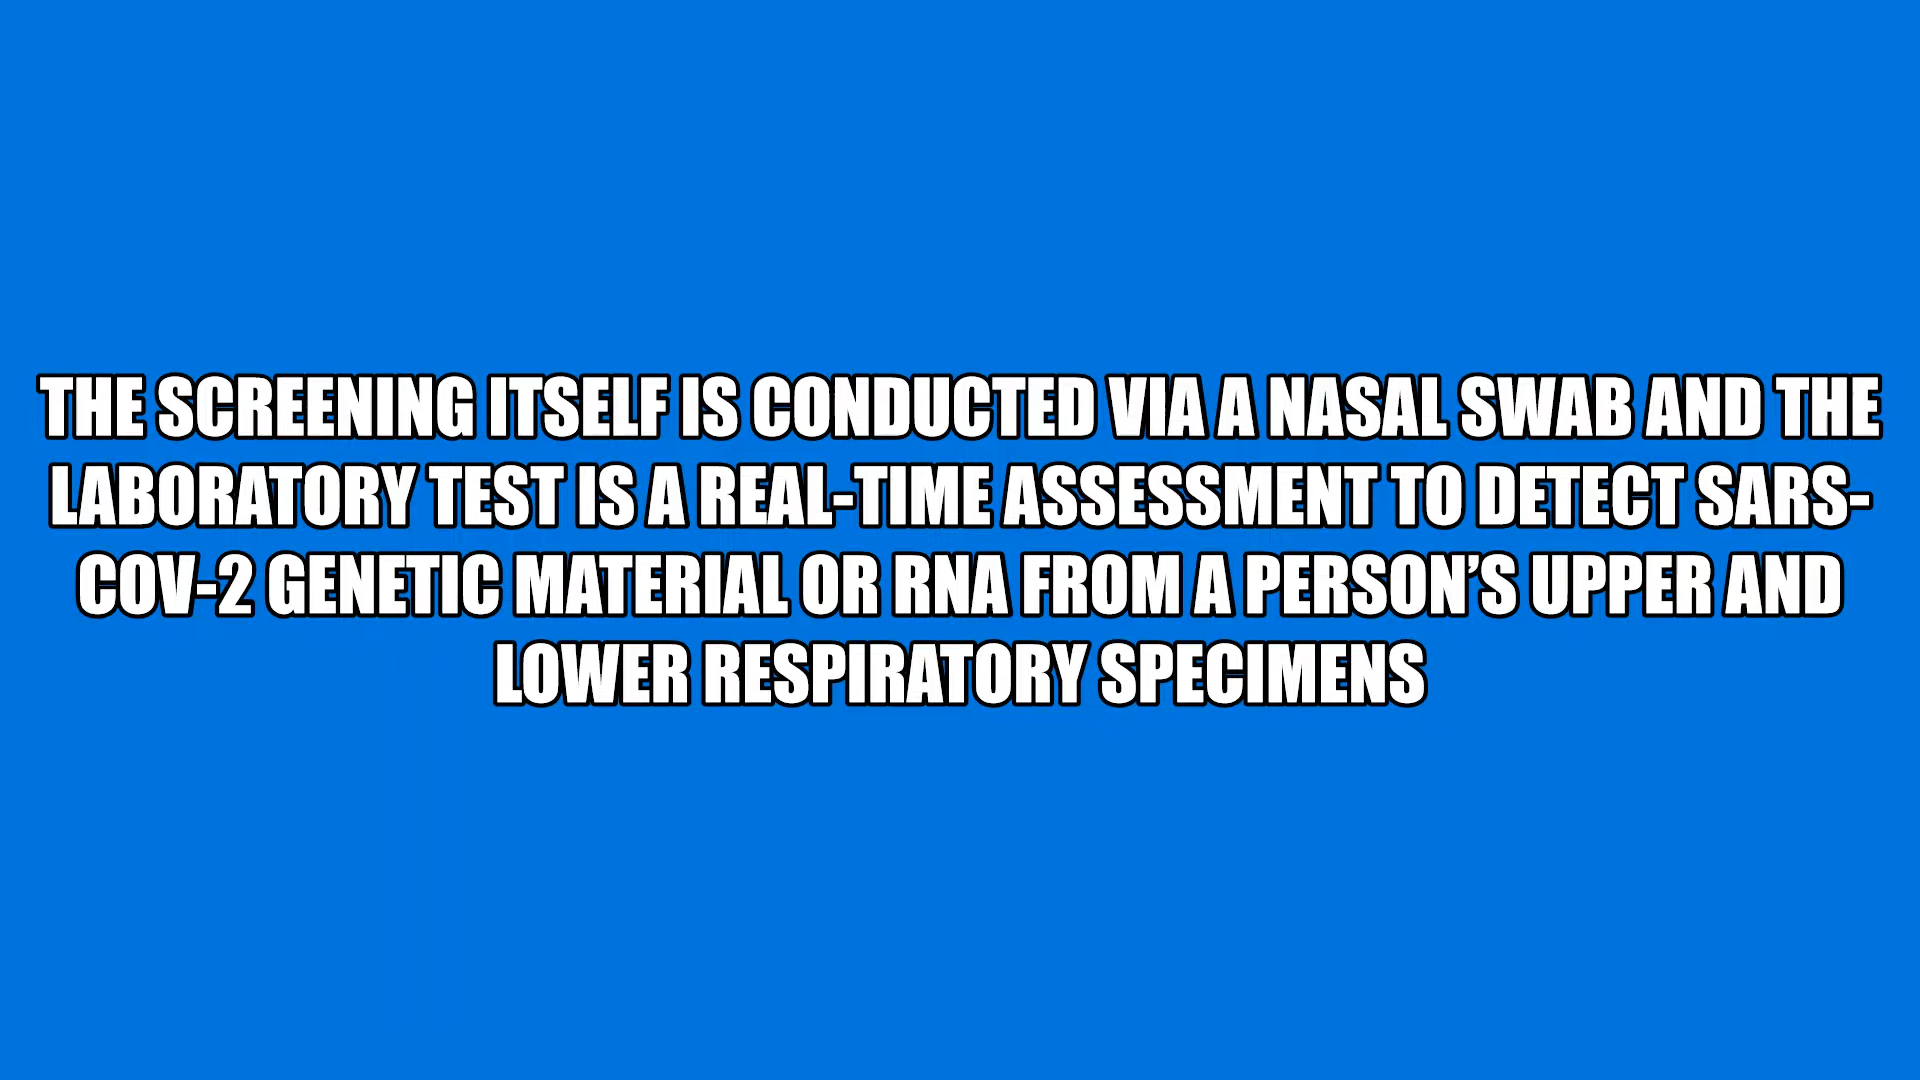 THE SCREENING ITSELF IS CONDUCTED VIA A NASAL SWAB AND THE
LABORATORY TEST IS A REAL-TIME ASSESSMENT TO DETECT SARS-
COV-2 GENETIC MATERIAL OR RNA FROM A PERSON’S UPPER AND
LOWER RESPIRATORY SPECIMENS